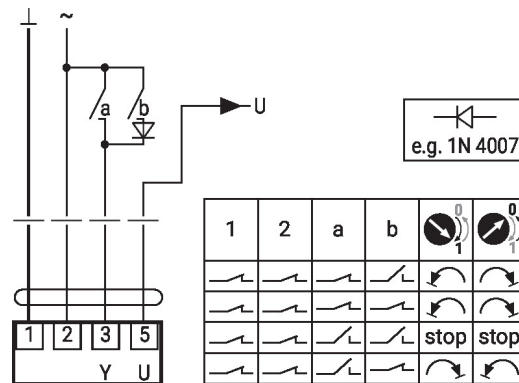 ⊥ ~
a b
U
e.g. 1N 4007
1 2 3 5
Y U
1 2 a b 0 1 0 1
stop stop